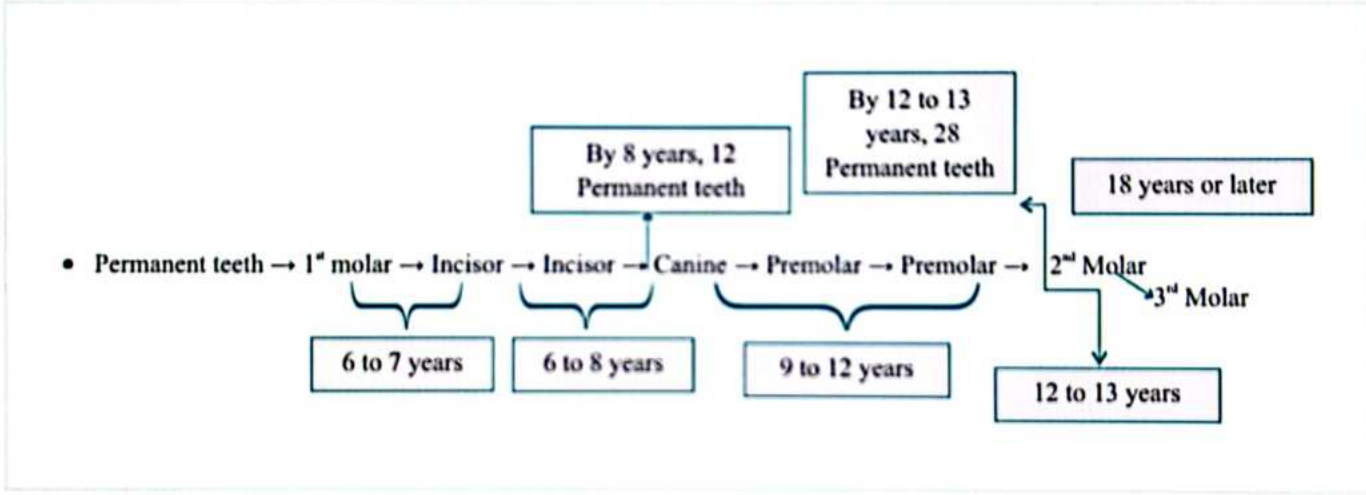 By 12 to 13
years, 28
Permanent teeth
By 8 years, 12
Permanent teeth
18 years or later
• Permanent teeth → 1st molar → Incisor → Incisor → Canine → Premolar → Premolar → 2nd Molar
3rd Molar
6 to 7 years
6 to 8 years
9 to 12 years
12 to 13 years